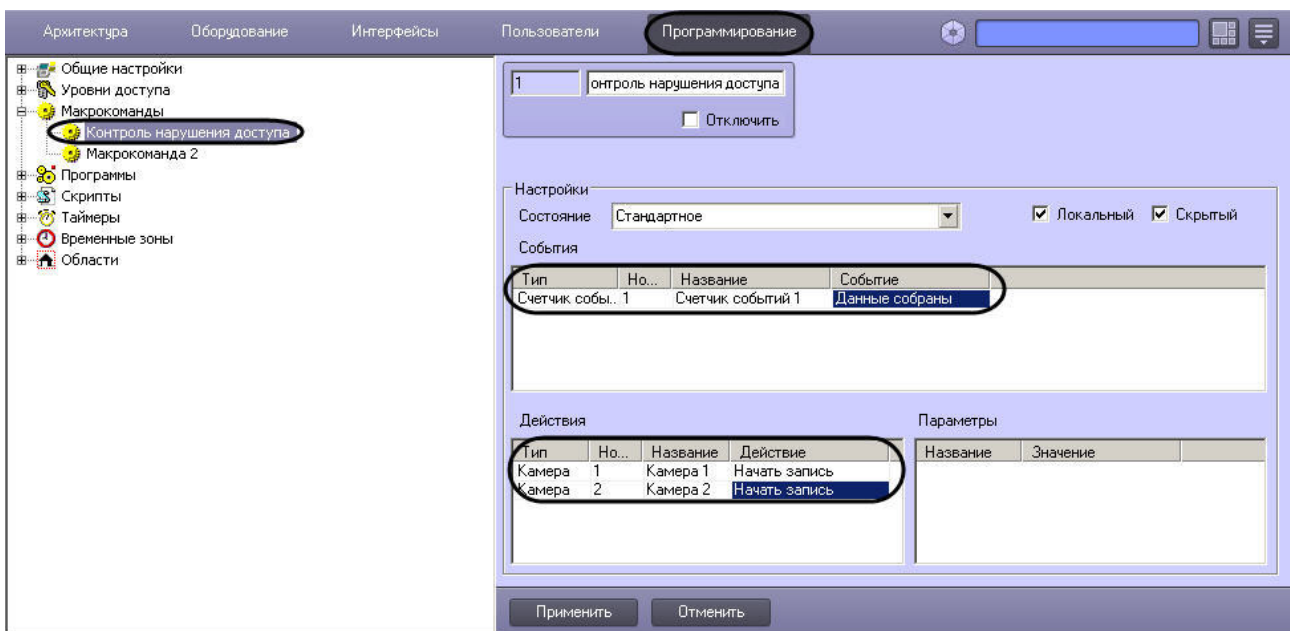 Архитектура Оборудование Интерфейсы Пользователи Программирование
Общие настройки
Уровни доступа
Макрокоманды
Контроль нарушения доступа
Макрокоманда 2
Программы
Скрипты
Таймеры
Временные зоны
Области
1 онтроль нарушения доступа
Отключить
Настройки
Состояние Стандартное Локальный Скрытый
События
Тип Но... Название Событие
Счетчик собы.. 1 Счетчик событий 1 Данные собраны
Действия
Тип Но... Название Действие
Камера 1 Камера 1 Начать запись
Камера 2 Камера 2 Начать запись
Параметры
Название Значение
Применить Отменить